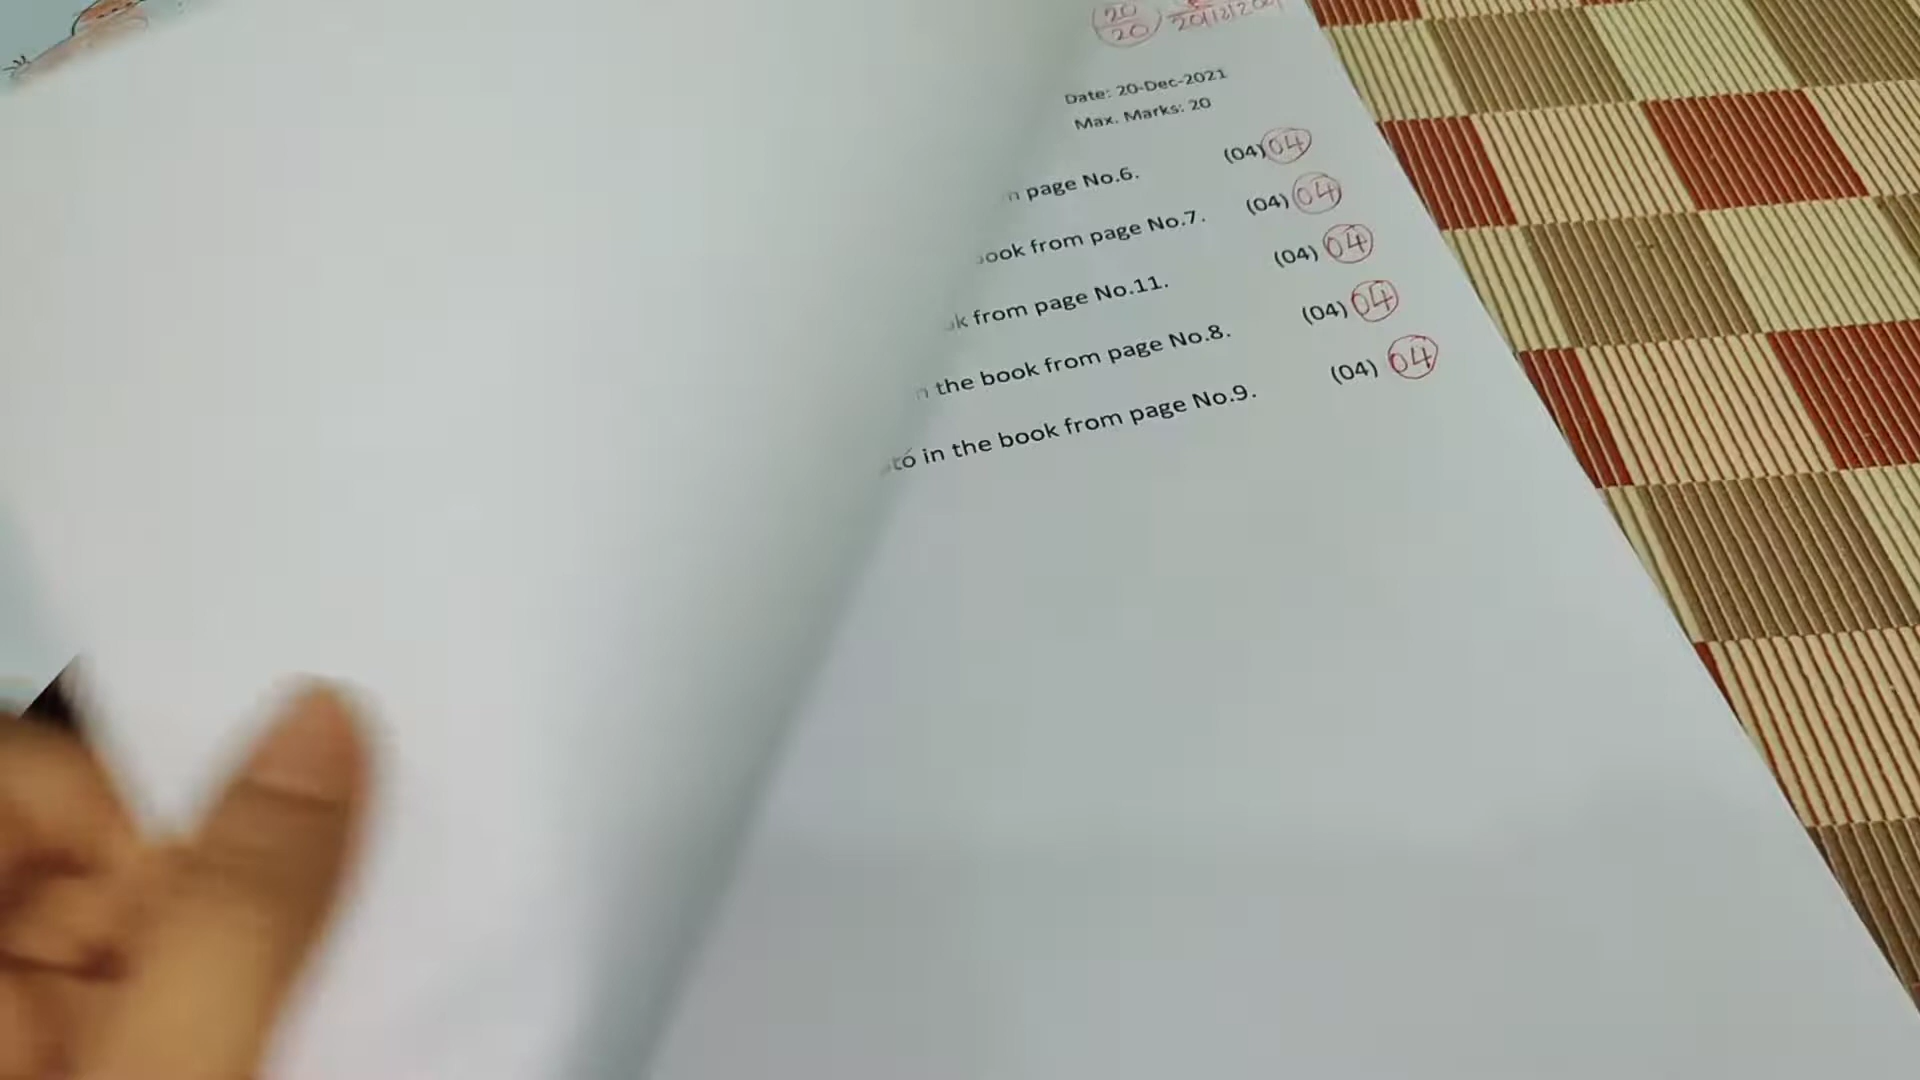 20
20
Date: 20-Dec-2021
Max. Marks: 20
page No.6. (04) 04
from page No.7. (04) 04
from page No.11. (04) 04
the book from page No.8. (04) 04
in the book from page No.9. (04) 04